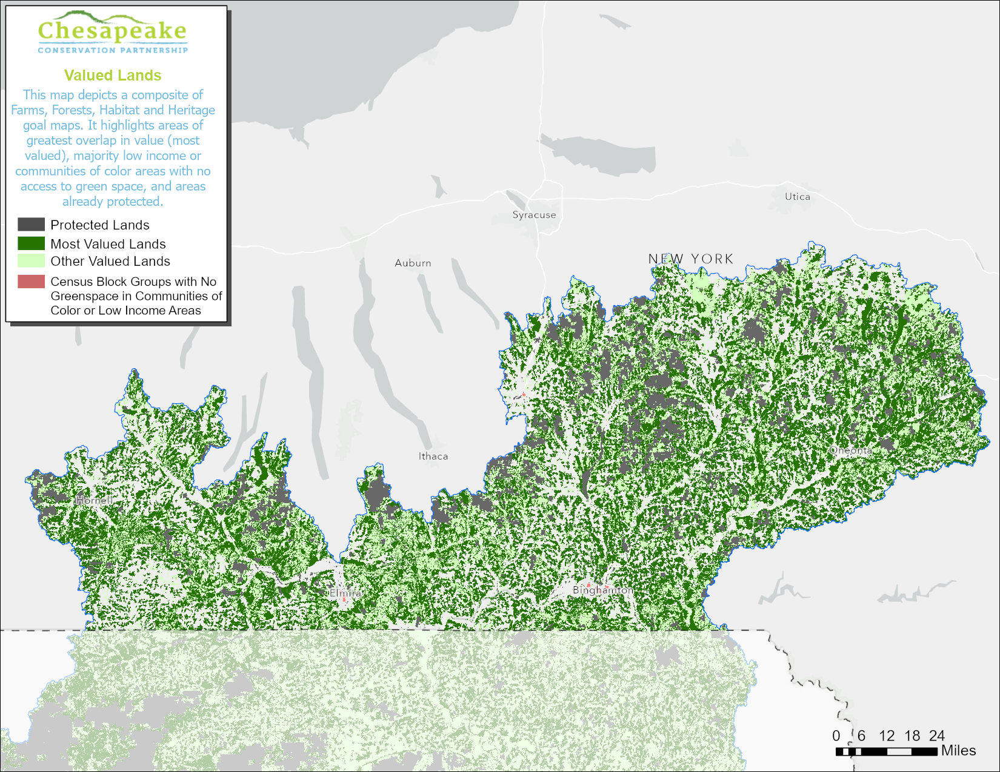 Chesapeake
CONSERVATION PARTNERSHIP
Valued Lands
This map depicts a composite of
Farms, Forests, Habitat and Heritage
goal maps. It highlights areas of
greatest overlap in value (most
valued), majority low income or
communities of color areas with no
access to green space, and areas
already protected.
Protected Lands
Most Valued Lands
Other Valued Lands
Census Block Groups with No
Greenspace in Communities of
Color or Low Income Areas
Utica
Syracuse
NEW YORK
Auburn
Oneonta
Ithaca
Hornell
Binghamton
Elmira
0 6 12 18 24
Miles